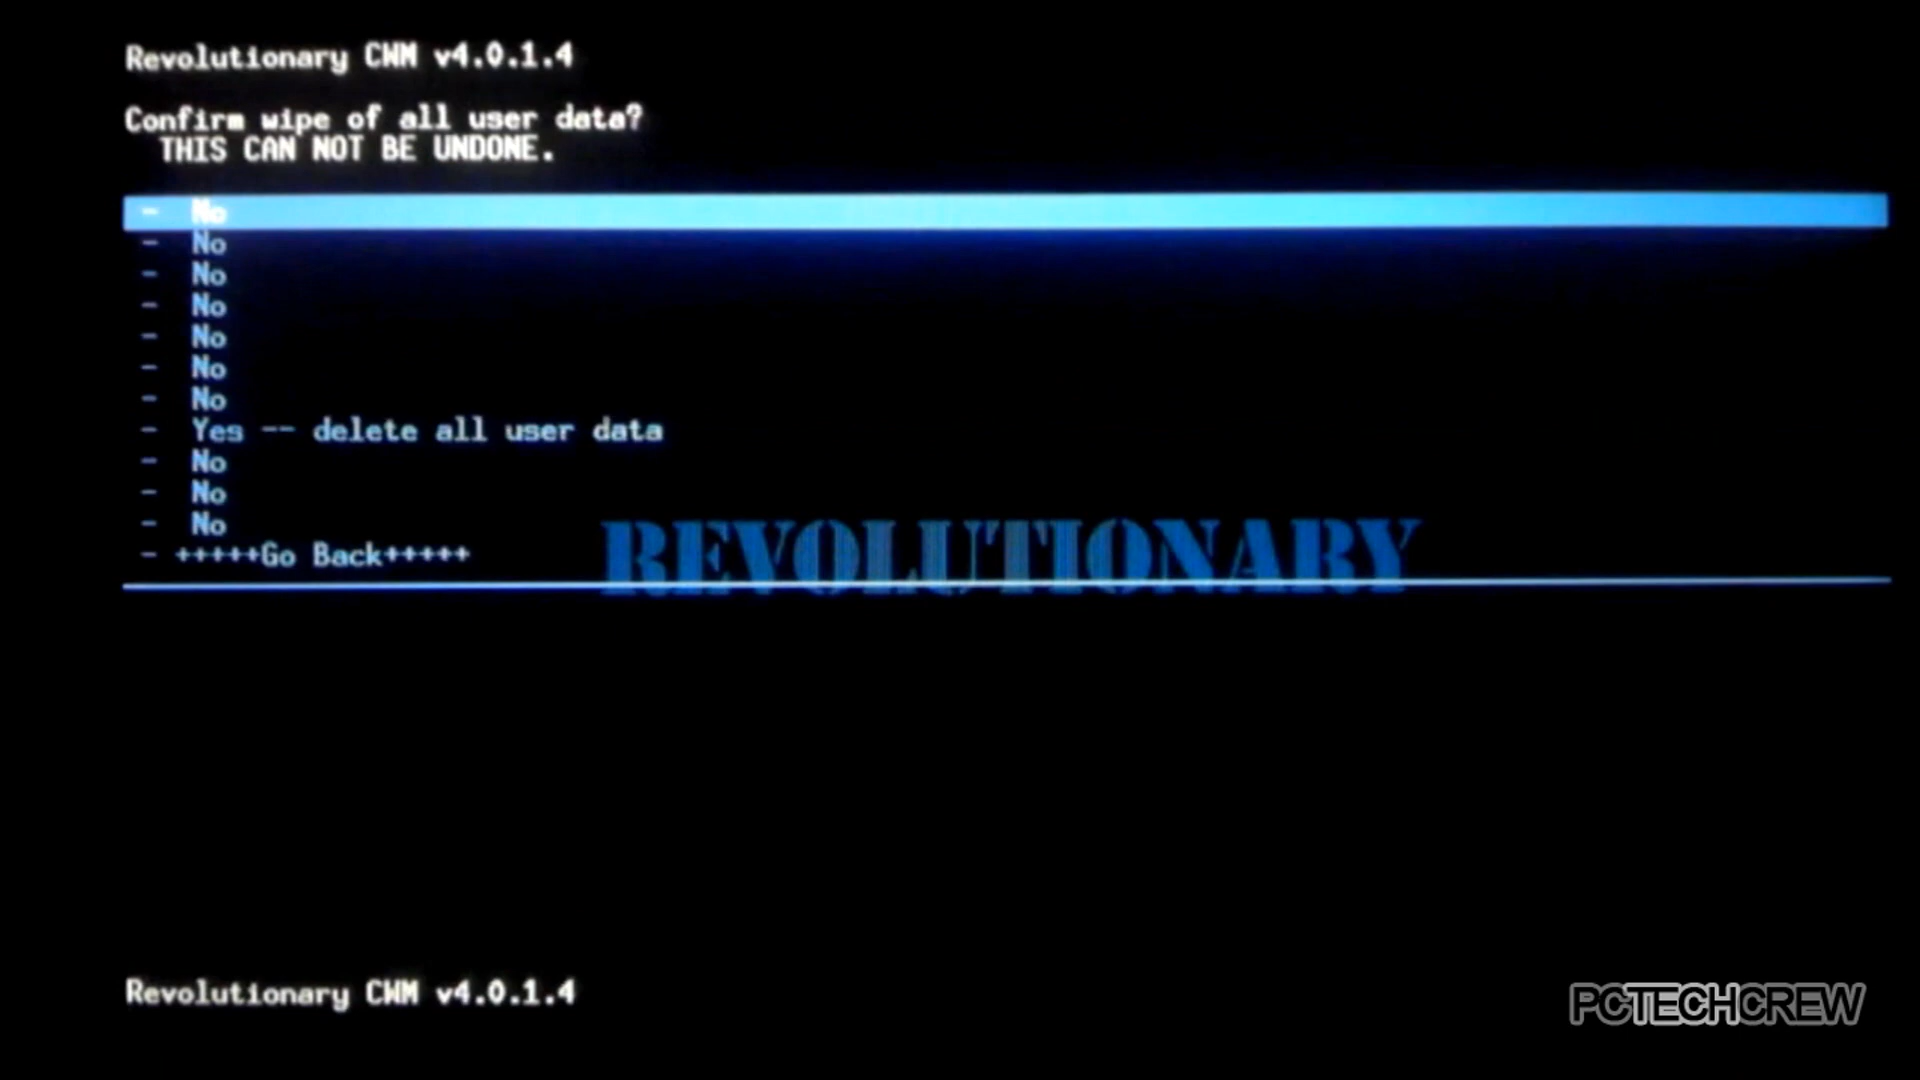 Revolutionary CWM v4.0.1.4
Confirm wipe of all user data?
THIS CAN NOT BE UNDONE.
- No
- No
- No
- No
- No
- No
- No
- Yes -- delete all user data
- No
- No
- No
- +++++Go Back+++++
REVOLUTIONARY
Revolutionary CWM v4.0.1.4
PCTECHCREW